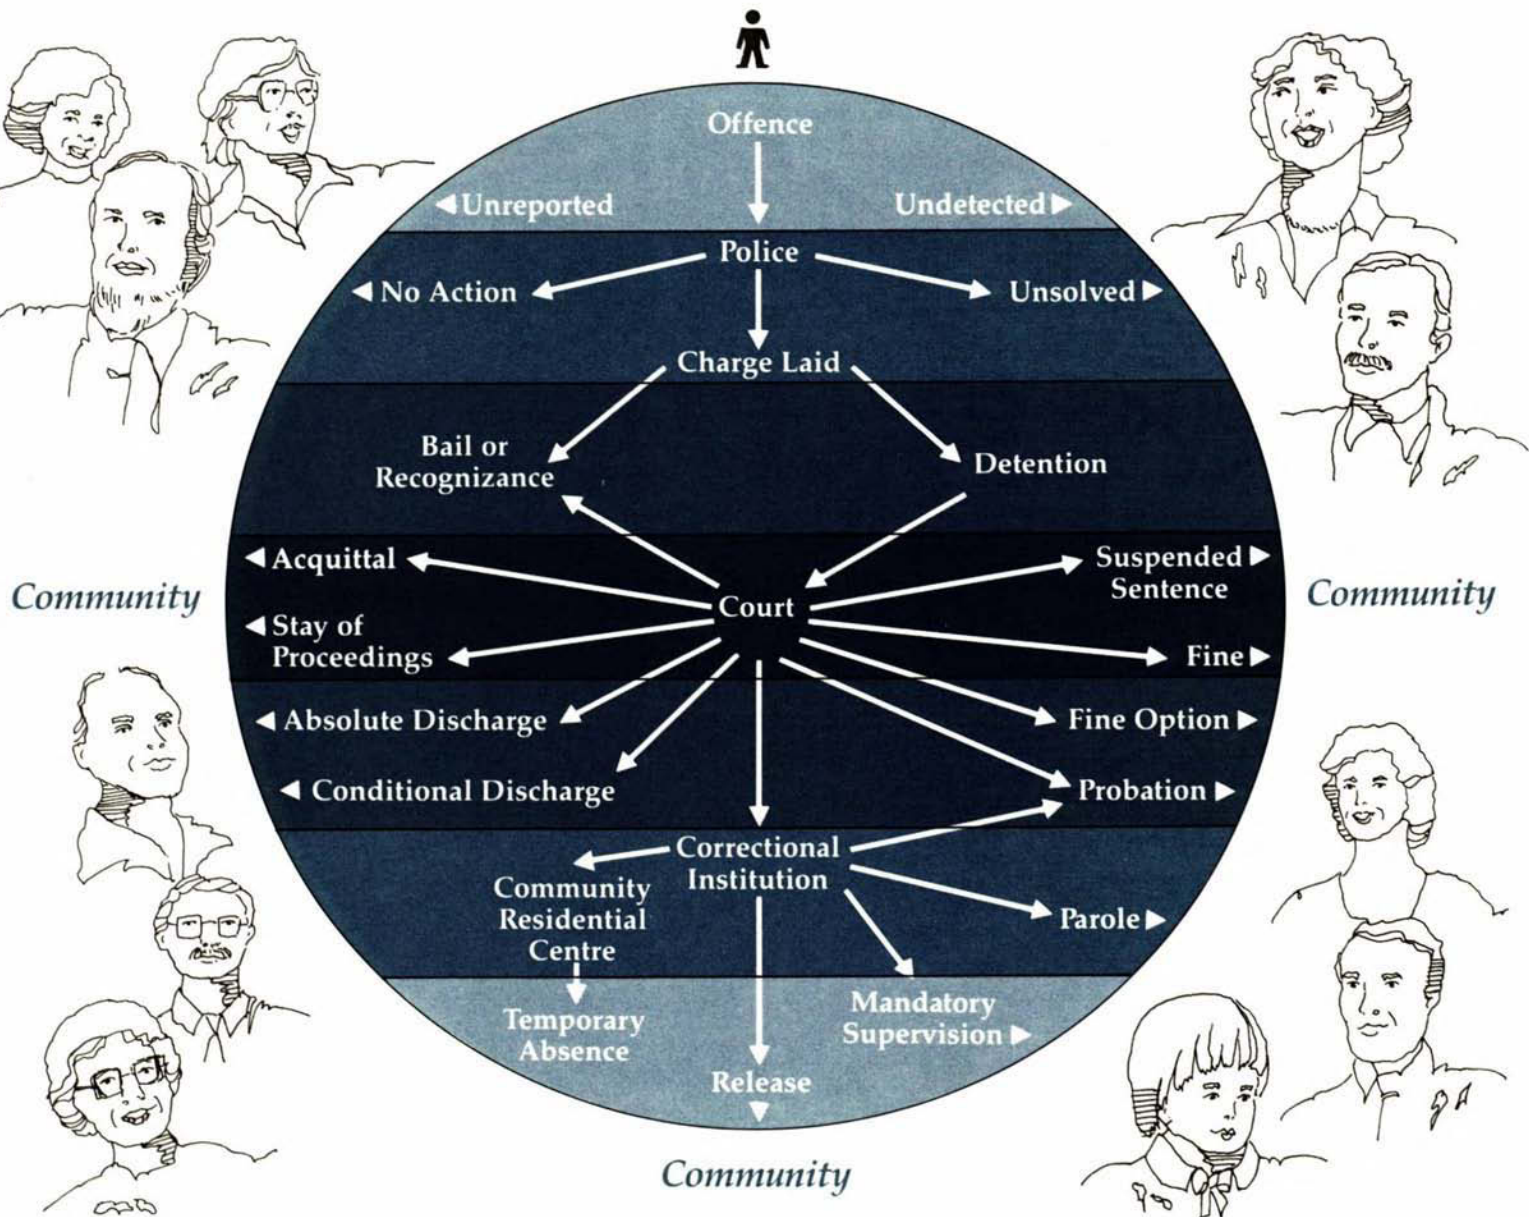 Offence
Unreported
Undetected
Police
No Action
Unsolved
Charge Laid
Bail or
Recognizance
Detention
Acquittal
Suspended
Sentence
Community
Court
Community
Stay of
Proceedings
Fine
Absolute Discharge
Fine Option
Conditional Discharge
Probation
Correctional
Institution
Community
Residential
Centre
Parole
Temporary
Absence
Mandatory
Supervision
Release
Community